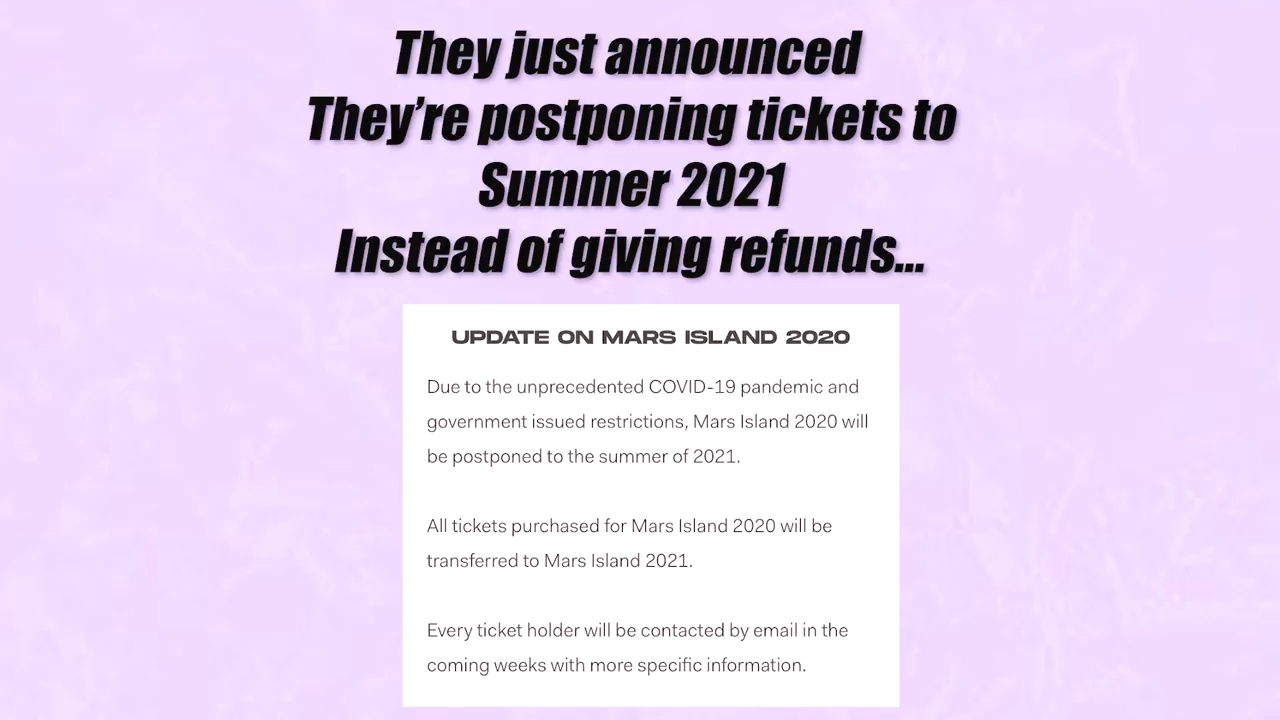 They just announced
They’re postponing tickets to
Summer 2021
Instead of giving refunds...
UPDATE ON MARS ISLAND 2020
Due to the unprecedented COVID-19 pandemic and
government issued restrictions, Mars Island 2020 will
be postponed to the summer of 2021.
All tickets purchased for Mars Island 2020 will be
transferred to Mars Island 2021.
Every ticket holder will be contacted by email in the
coming weeks with more specific information.